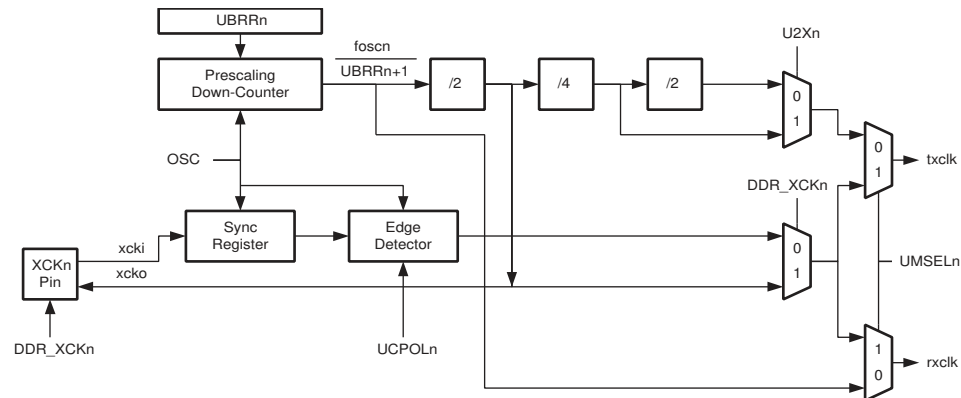 UBRRn
U2Xn
foscn
UBRRn+1
Prescaling
Down-Counter
/2
/4
/2
0
1
OSC
0
1
txclk
DDR_XCKn
Sync
Register
Edge
Detector
xcki
xcko
XCKn
Pin
0
1
UMSELn
DDR_XCKn
UCPOLn
1
0
rxclk